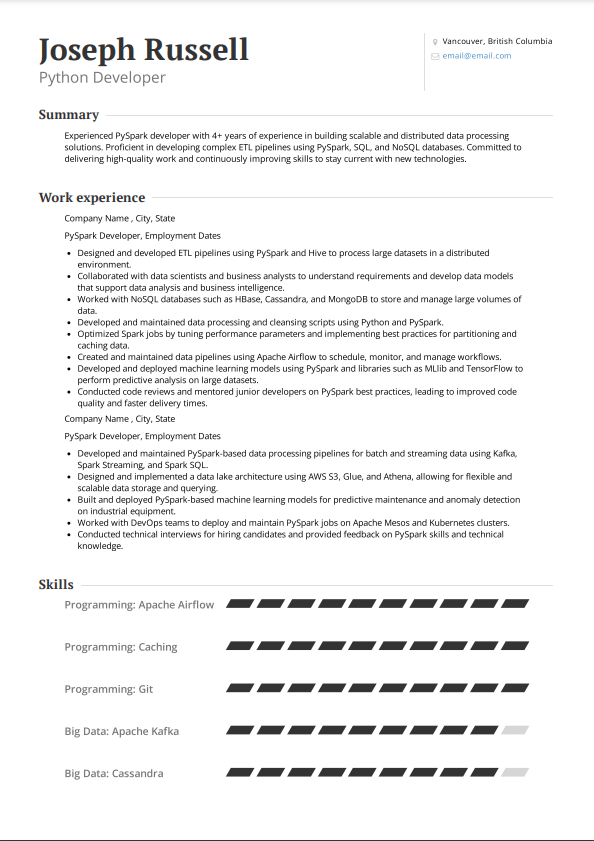 Joseph Russell
Python Developer
Vancouver, British Columbia
email@email.com
Summary
Experienced PySpark developer with 4+ years of experience in building scalable and distributed data processing
solutions. Proficient in developing complex ETL pipelines using PySpark, SQL, and NoSQL databases. Committed to
delivering high-quality work and continuously improving skills to stay current with new technologies.
Work experience
Company Name , City, State
PySpark Developer, Employment Dates
• Designed and developed ETL pipelines using PySpark and Hive to process large datasets in a distributed
environment.
• Collaborated with data scientists and business analysts to understand requirements and develop data models
that support data analysis and business intelligence.
• Worked with NoSQL databases such as HBase, Cassandra, and MongoDB to store and manage large volumes of
data.
• Developed and maintained data processing and cleansing scripts using Python and PySpark.
• Optimized Spark jobs by tuning performance parameters and implementing best practices for partitioning and
caching data.
• Created and maintained data pipelines using Apache Airflow to schedule, monitor, and manage workflows.
• Developed and deployed machine learning models using PySpark and libraries such as MLlib and TensorFlow to
perform predictive analysis on large datasets.
• Conducted code reviews and mentored junior developers on PySpark best practices, leading to improved code
quality and faster delivery times.
Company Name , City, State
PySpark Developer, Employment Dates
• Developed and maintained PySpark-based data processing pipelines for batch and streaming data using Kafka,
Spark Streaming, and Spark SQL.
• Designed and implemented a data lake architecture using AWS S3, Glue, and Athena, allowing for flexible and
scalable data storage and querying.
• Built and deployed PySpark-based machine learning models for predictive maintenance and anomaly detection
on industrial equipment.
• Worked with DevOps teams to deploy and maintain PySpark jobs on Apache Mesos and Kubernetes clusters.
• Conducted technical interviews for hiring candidates and provided feedback on PySpark skills and technical
knowledge.
Skills
Programming: Apache Airflow
Programming: Caching
Programming: Git
Big Data: Apache Kafka
Big Data: Cassandra